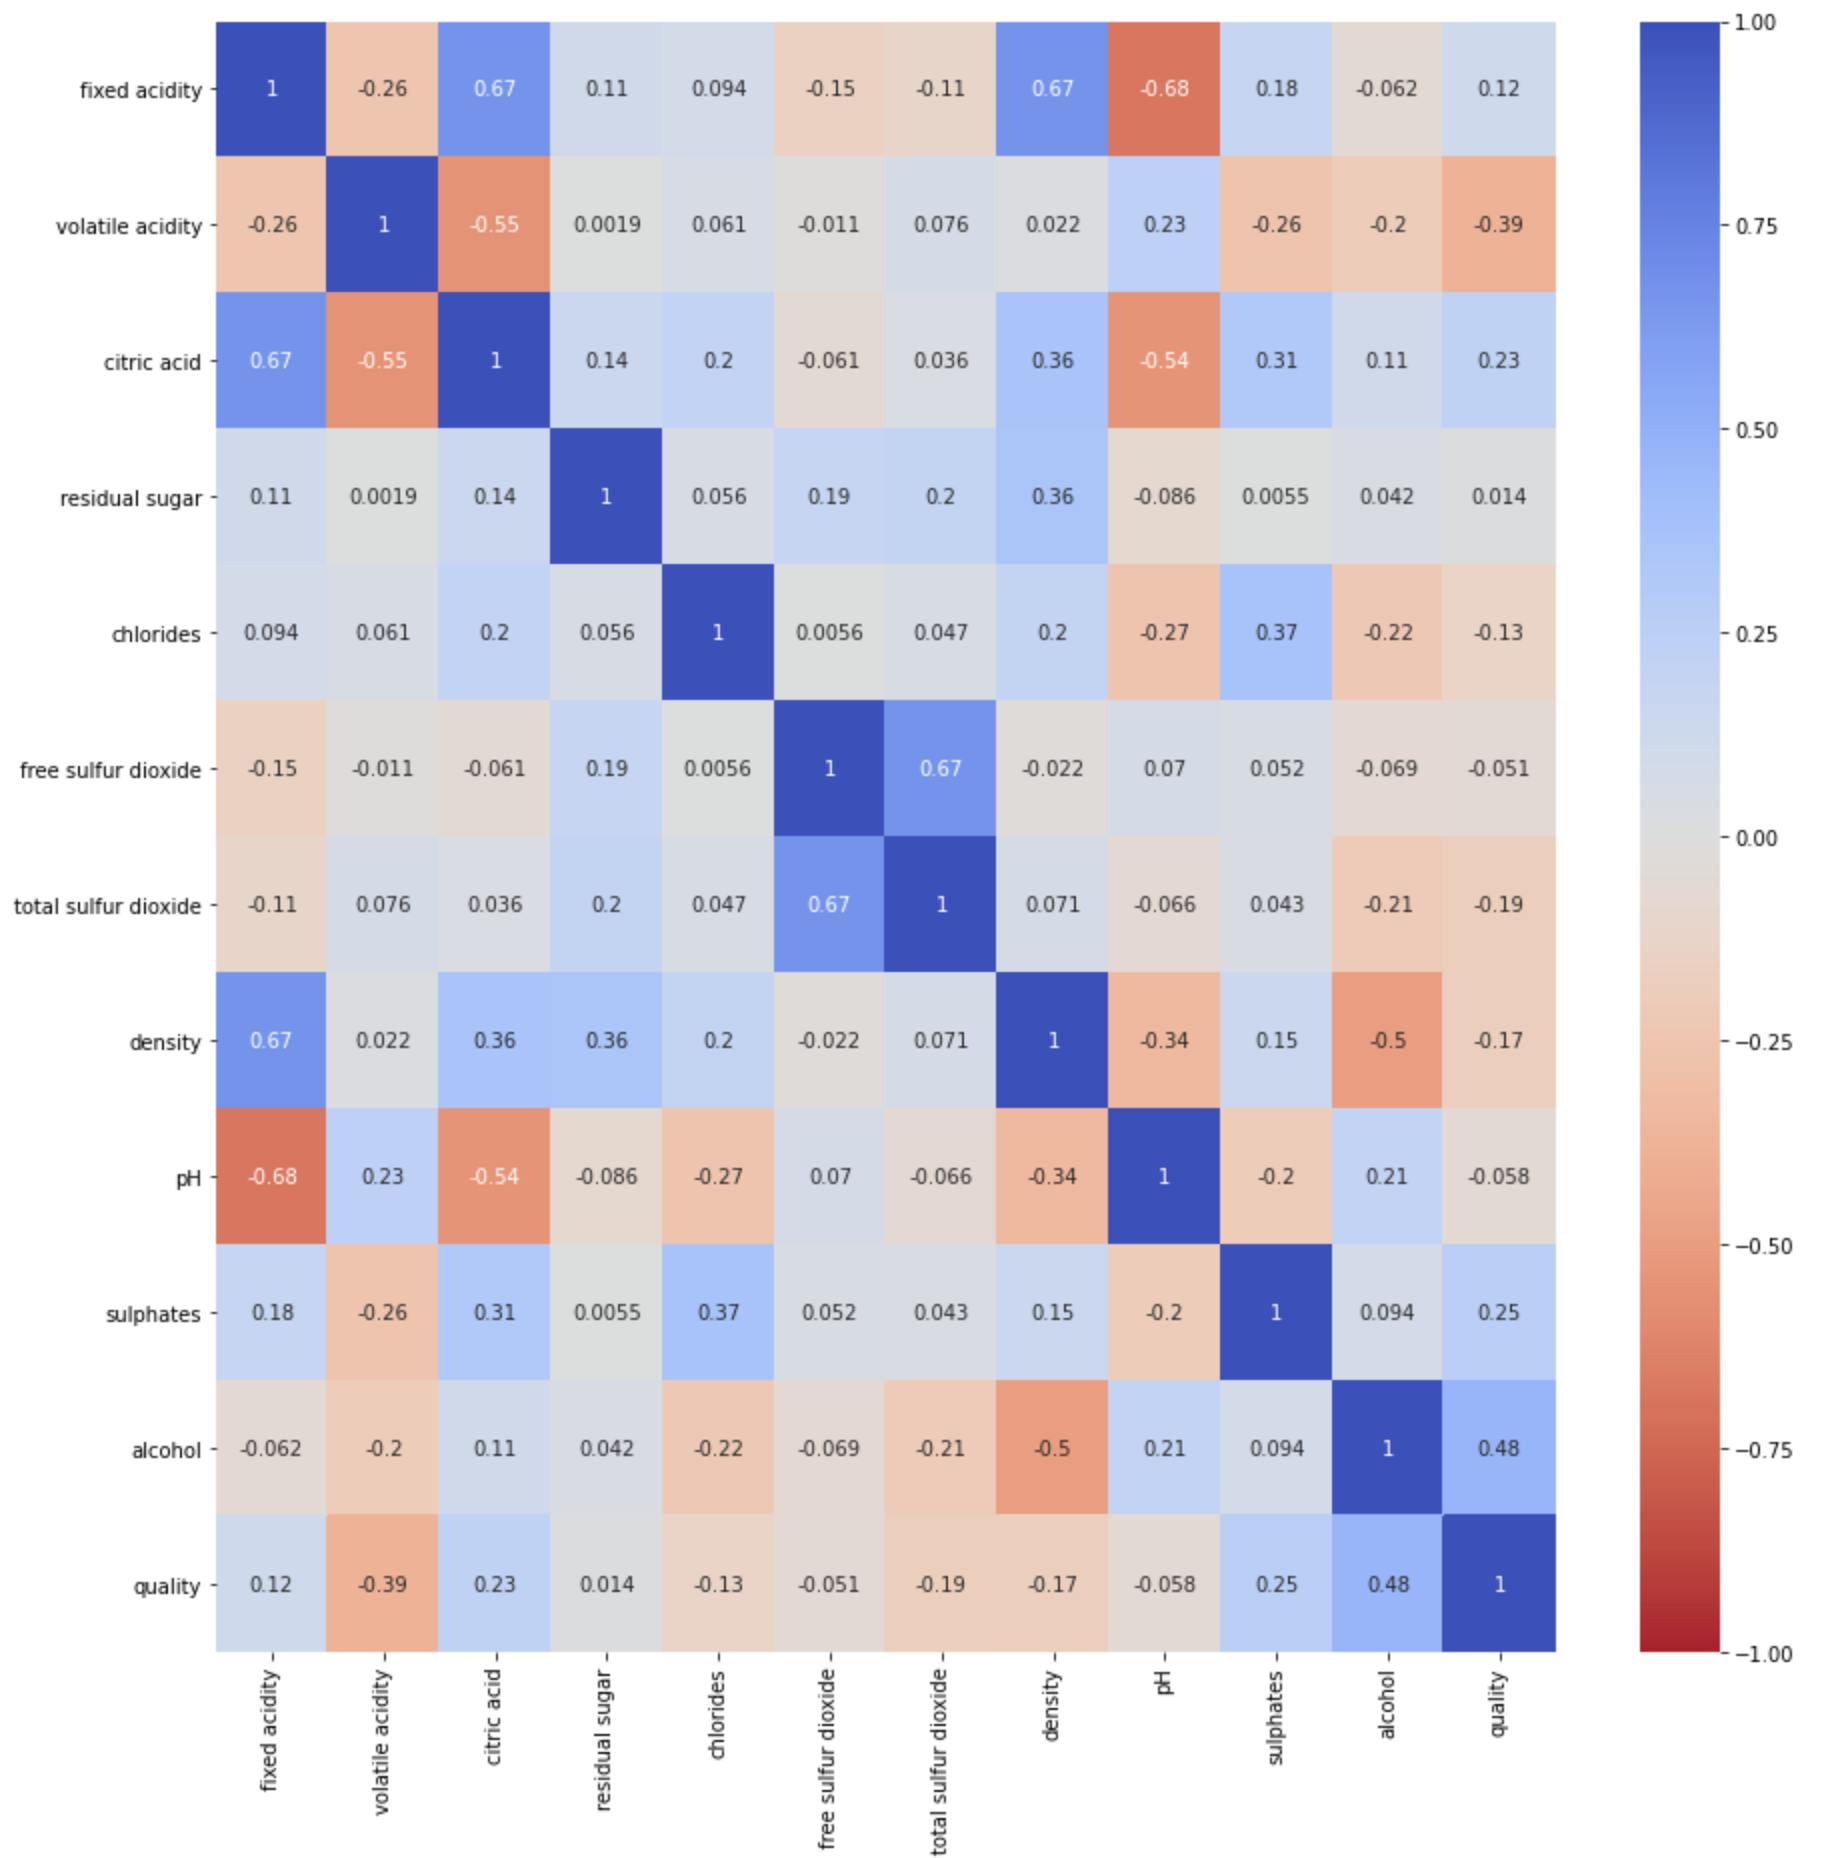 fixed acidity 1 -0.26 0.67 0.11 0.094 -0.15 -0.11 0.67 -0.68 0.18 -0.062 0.12
volatile acidity -0.26 1 -0.55 0.0019 0.061 -0.011 0.076 0.022 0.23 -0.26 -0.2 -0.39
citric acid 0.67 -0.55 1 0.14 0.2 -0.061 0.036 0.36 -0.54 0.31 0.11 0.23
residual sugar 0.11 0.0019 0.14 1 0.056 0.19 0.2 0.36 -0.086 0.0055 0.042 0.014
chlorides 0.094 0.061 0.2 0.056 1 0.0056 0.047 0.2 -0.27 0.37 -0.22 -0.13
free sulfur dioxide -0.15 -0.011 -0.061 0.19 0.0056 1 0.67 -0.022 0.07 0.052 -0.069 -0.051
total sulfur dioxide -0.11 0.076 0.036 0.2 0.047 0.67 1 0.071 -0.066 0.043 -0.21 -0.19
density 0.67 0.022 0.36 0.36 0.2 -0.022 0.071 1 -0.34 0.15 -0.5 -0.17
pH -0.68 0.23 -0.54 -0.086 -0.27 0.07 -0.066 -0.34 1 -0.2 0.21 -0.058
sulphates 0.18 -0.26 0.31 0.0055 0.37 0.052 0.043 0.15 -0.2 1 0.094 0.25
alcohol -0.062 -0.2 0.11 0.042 -0.22 -0.069 -0.21 -0.5 0.21 0.094 1 0.48
quality 0.12 -0.39 0.23 0.014 -0.13 -0.051 -0.19 -0.17 -0.058 0.25 0.48 1
fixed acidity
volatile acidity
citric acid
residual sugar
chlorides
free sulfur dioxide
total sulfur dioxide
density
pH
sulphates
alcohol
quality
1.00
0.75
0.50
0.25
0.00
−0.25
−0.50
−0.75
−1.00